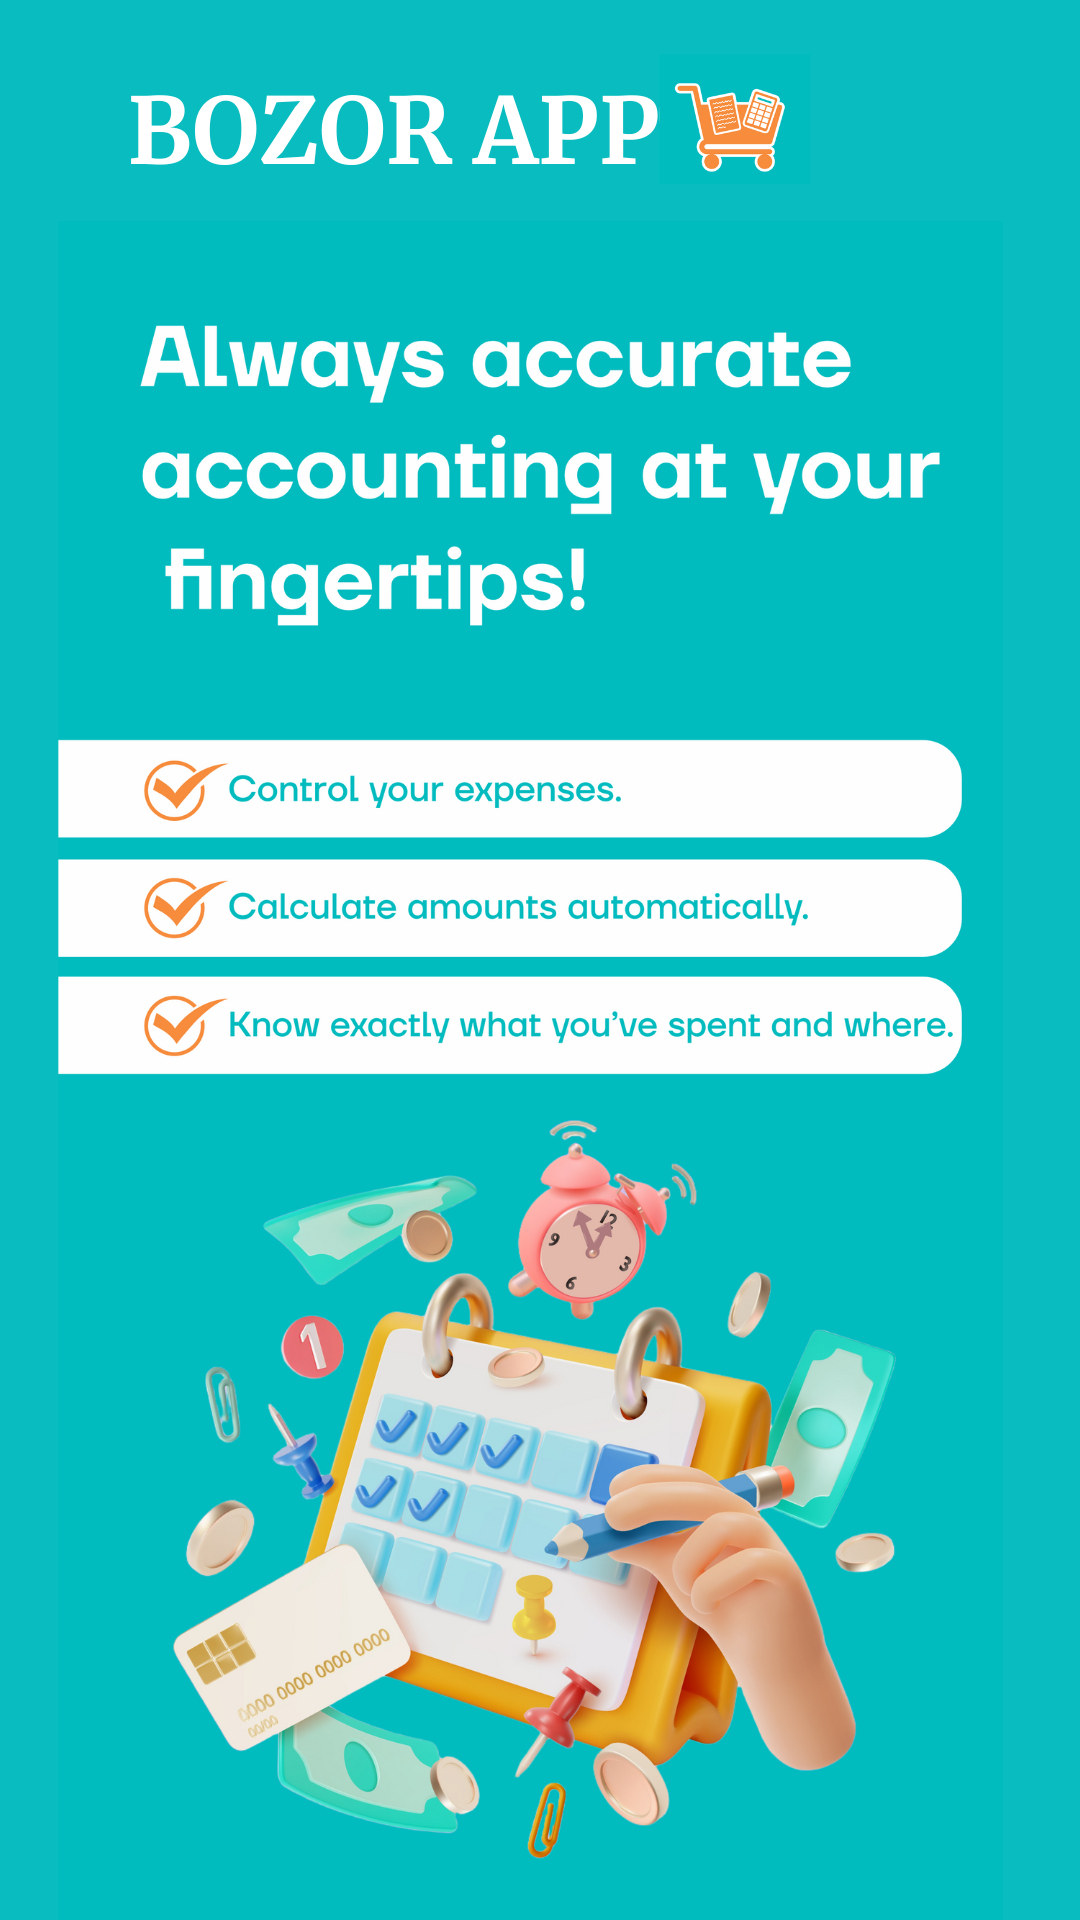 BOZOR APP
Always accurate
accounting at your
fingertips!
Control your expenses.
Calculate amounts automatically.
Know exactly what you’ve spent and where.
12
9
3
6
1
0000 0000 0000 0000
00/00